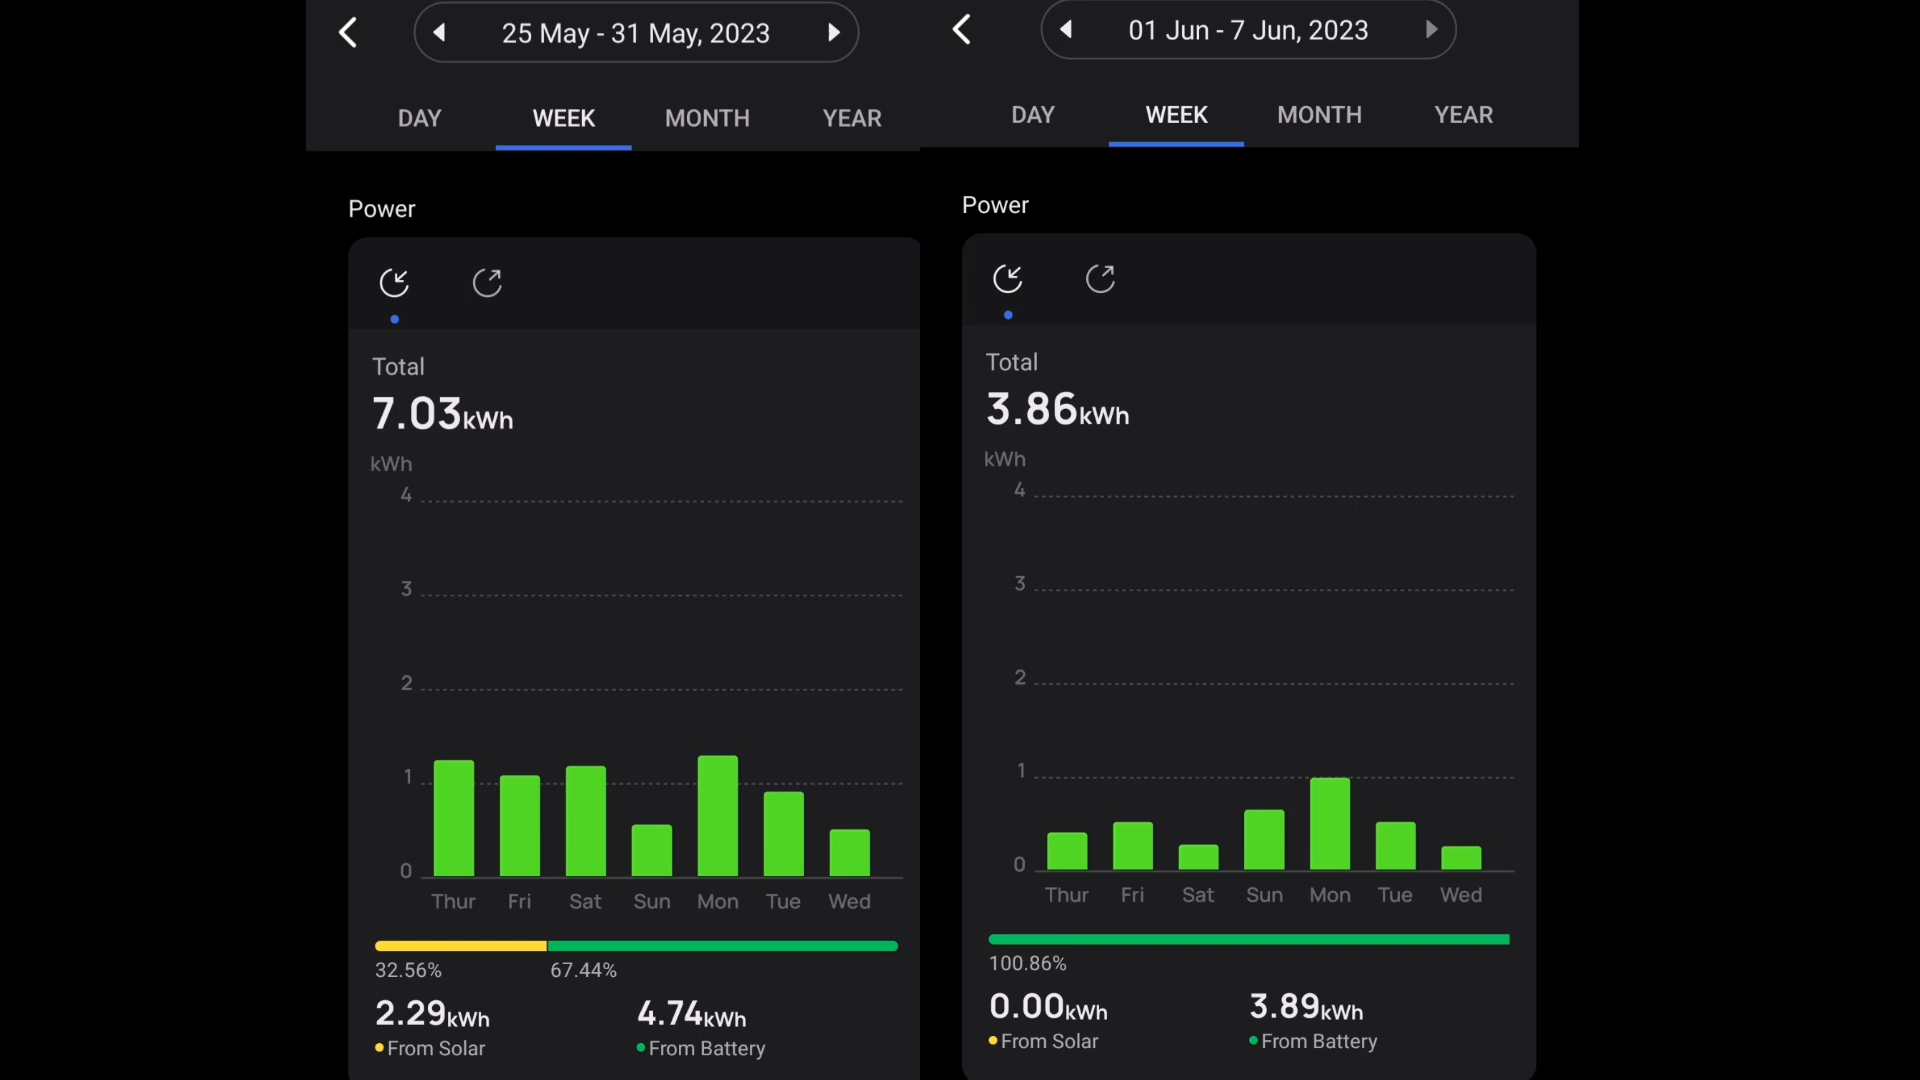 25 May - 31 May, 2023
DAY WEEK MONTH YEAR
Power
Total
7.03kWh
kWh
4
3
2
1
0
Thur Fri Sat Sun Mon Tue Wed
32.56% 67.44%
2.29kWh 4.74kWh
From Solar From Battery
01 Jun - 7 Jun, 2023
DAY WEEK MONTH YEAR
Power
Total
3.86kWh
kWh
4
3
2
1
0
Thur Fri Sat Sun Mon Tue Wed
100.86%
0.00kWh 3.89kWh
From Solar From Battery